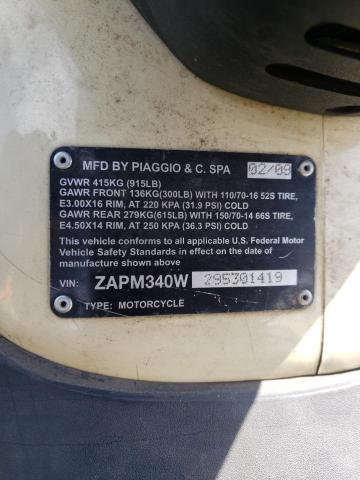 MFD BY PIAGGIO & C. SPA 02/09
GVWR 415KG (915LB)
GAWR FRONT 136KG(300LB) WITH 110/70-16 52S TIRE,
E3.00X16 RIM, AT 220 KPA (31.9 PSI) COLD
GAWR REAR 279KG(615LB) WITH 150/70-14 66S TIRE,
E4.50X14 RIM, AT 250 KPA (36.3 PSI) COLD
This vehicle conforms to all applicable U.S. Federal Motor
Vehicle Safety Standards in effect on the date of
manufacture shown above
VIN: ZAPM340W 295301419
TYPE: MOTORCYCLE